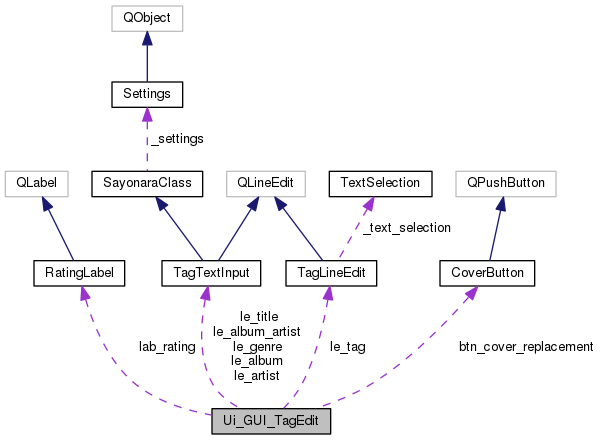 QObject
Settings
_settings
QLabel
SayonaraClass
QLineEdit
TextSelection
QPushButton
_text_selection
RatingLabel
TagTextInput
TagLineEdit
CoverButton
lab_rating
le_title
le_album_artist
le_genre
le_album
le_artist
le_tag
btn_cover_replacement
Ui_GUI_TagEdit